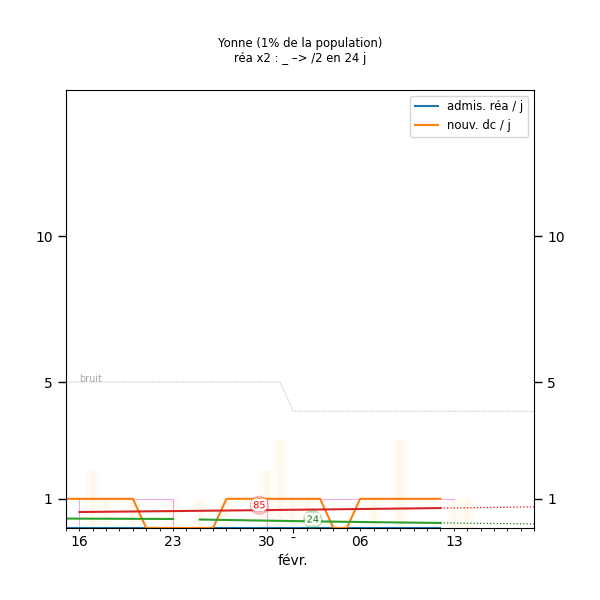 Yonne (1% de la population)
réa x2 : _ –> /2 en 24 j
admis. réa / j
nouv. dc / j
10 10
bruit
5 5
85
24
1 1
16 23 30 - 06 13
févr.